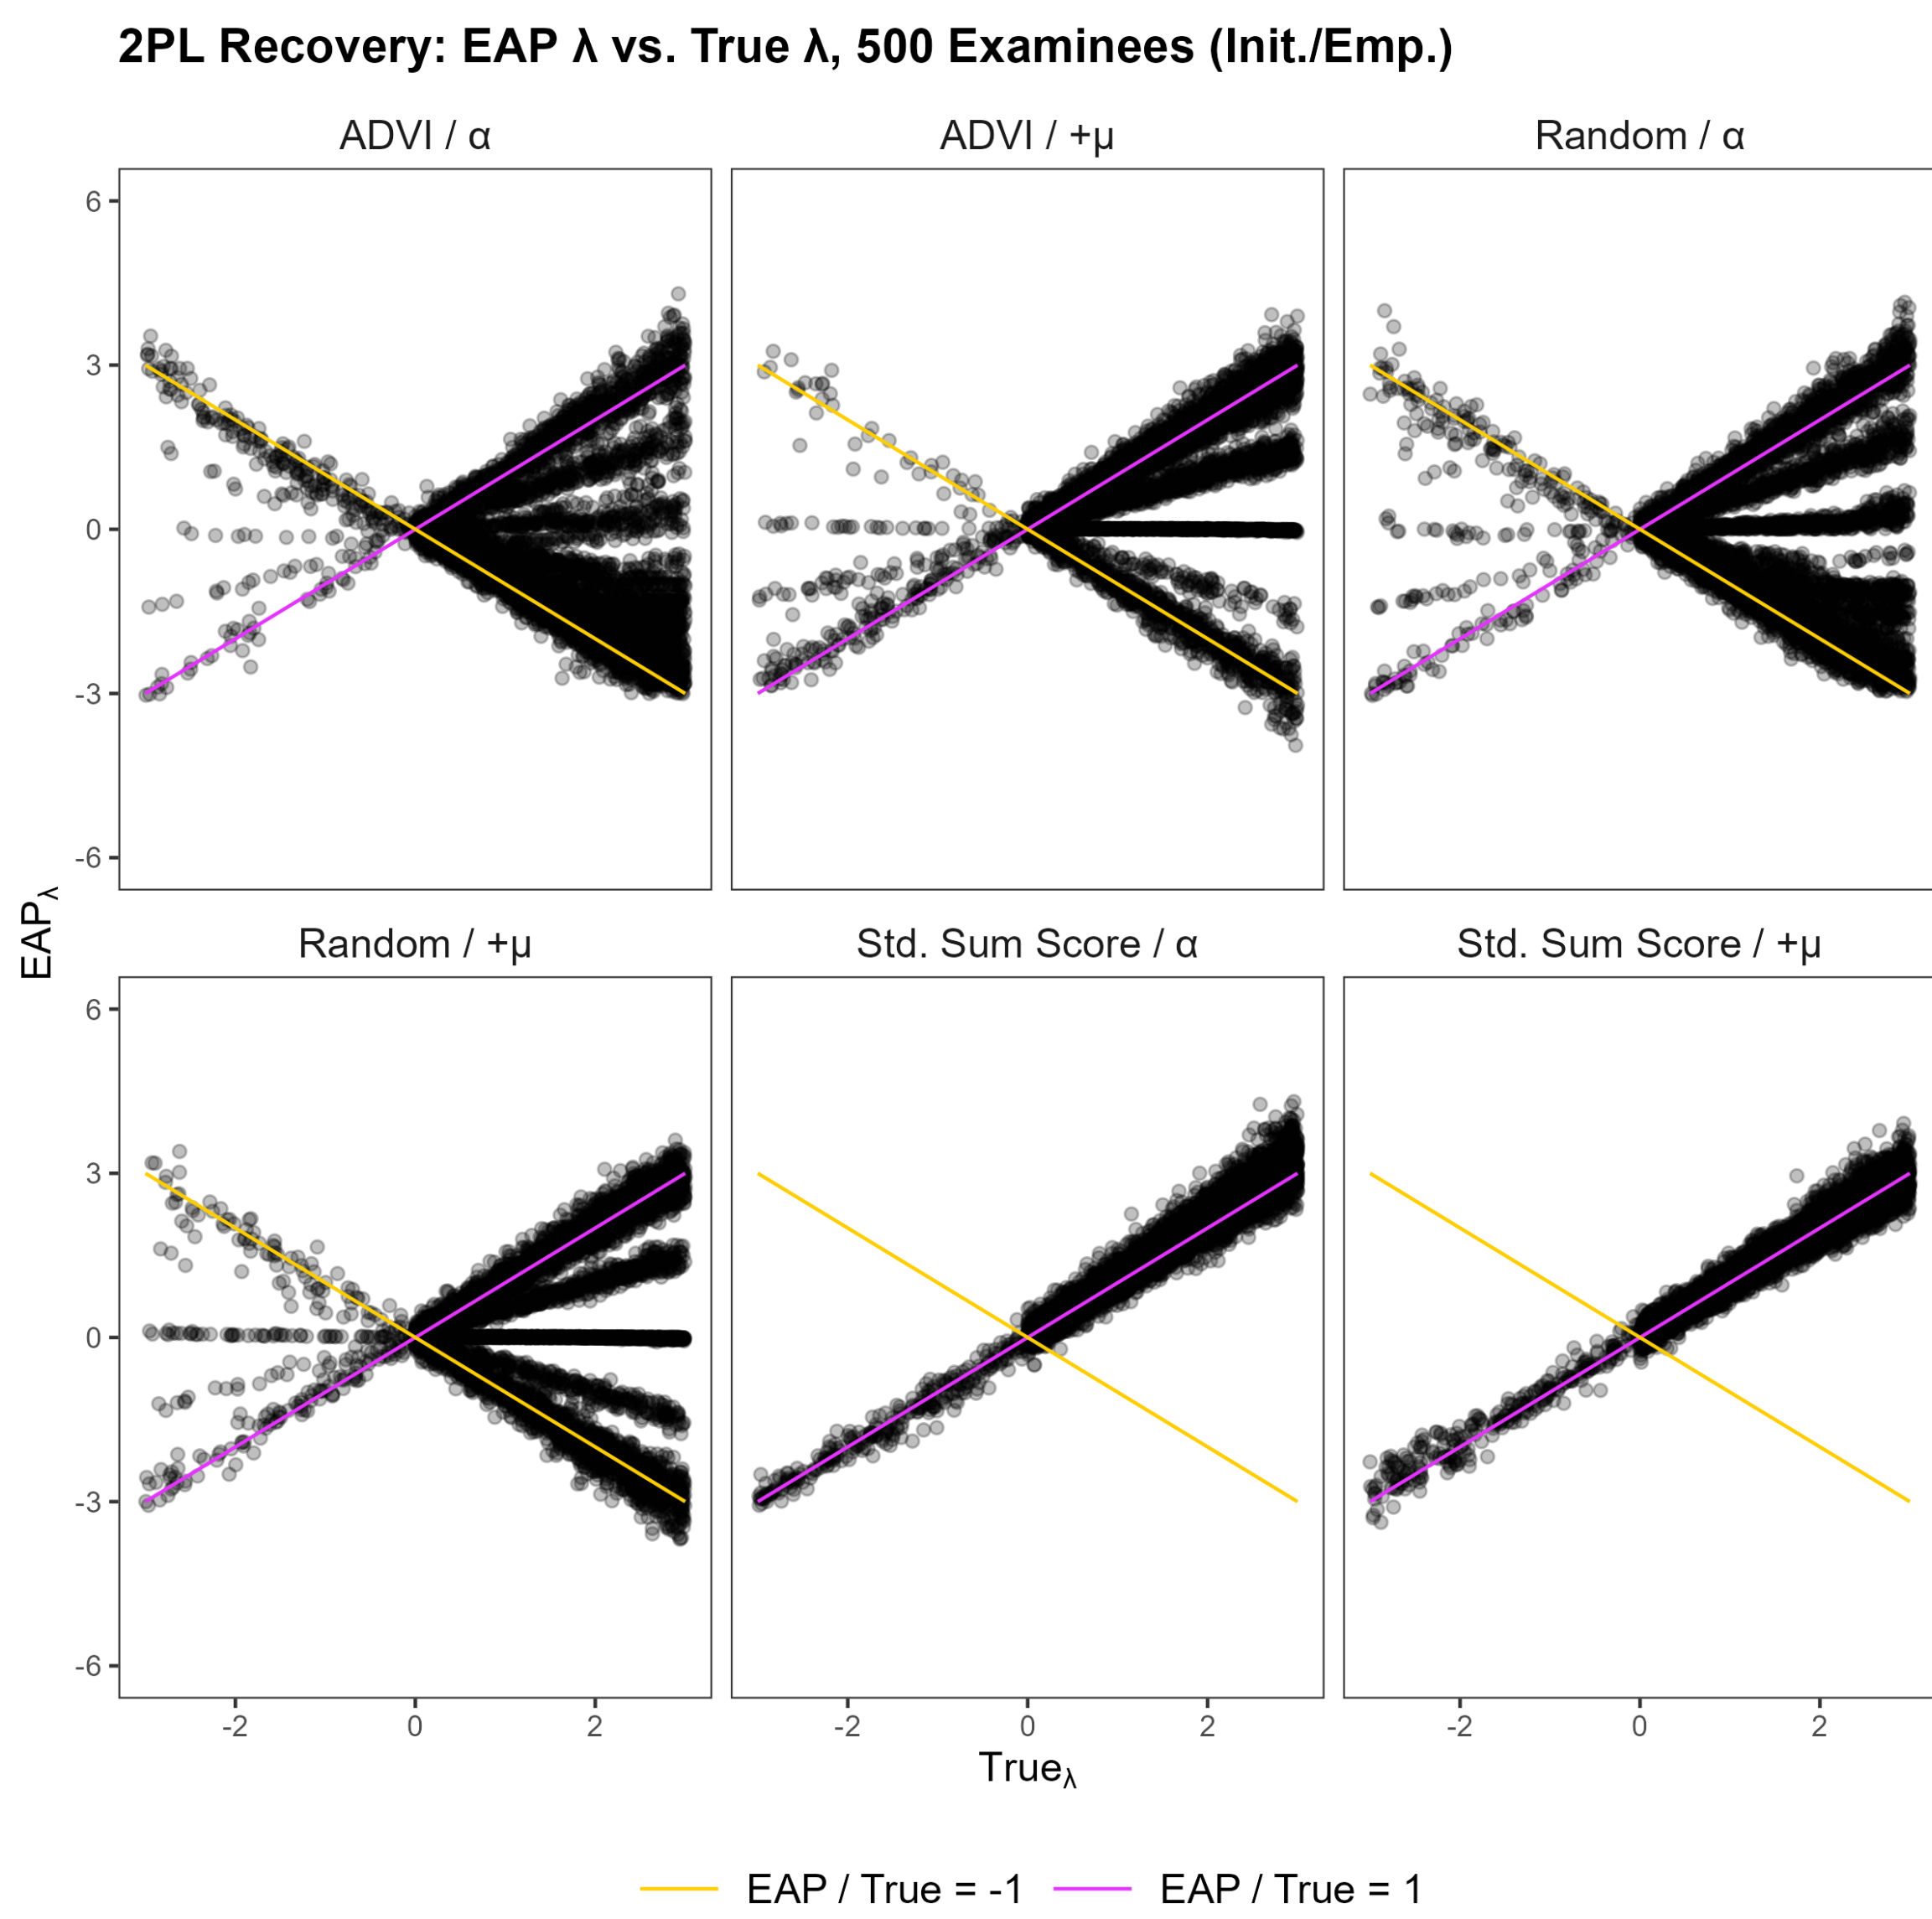 2PL Recovery: EAP λ vs. True λ, 500 Examinees (Init./Emp.)
ADVI / α
ADVI / +μ
Random / α
6
3
0
-3
-6
EAPλ
Random / +μ
Std. Sum Score / α
Std. Sum Score / +μ
6
3
0
-3
-6
-2 0 2
-2 0 2
-2 0 2
Trueλ
EAP / True = -1
EAP / True = 1